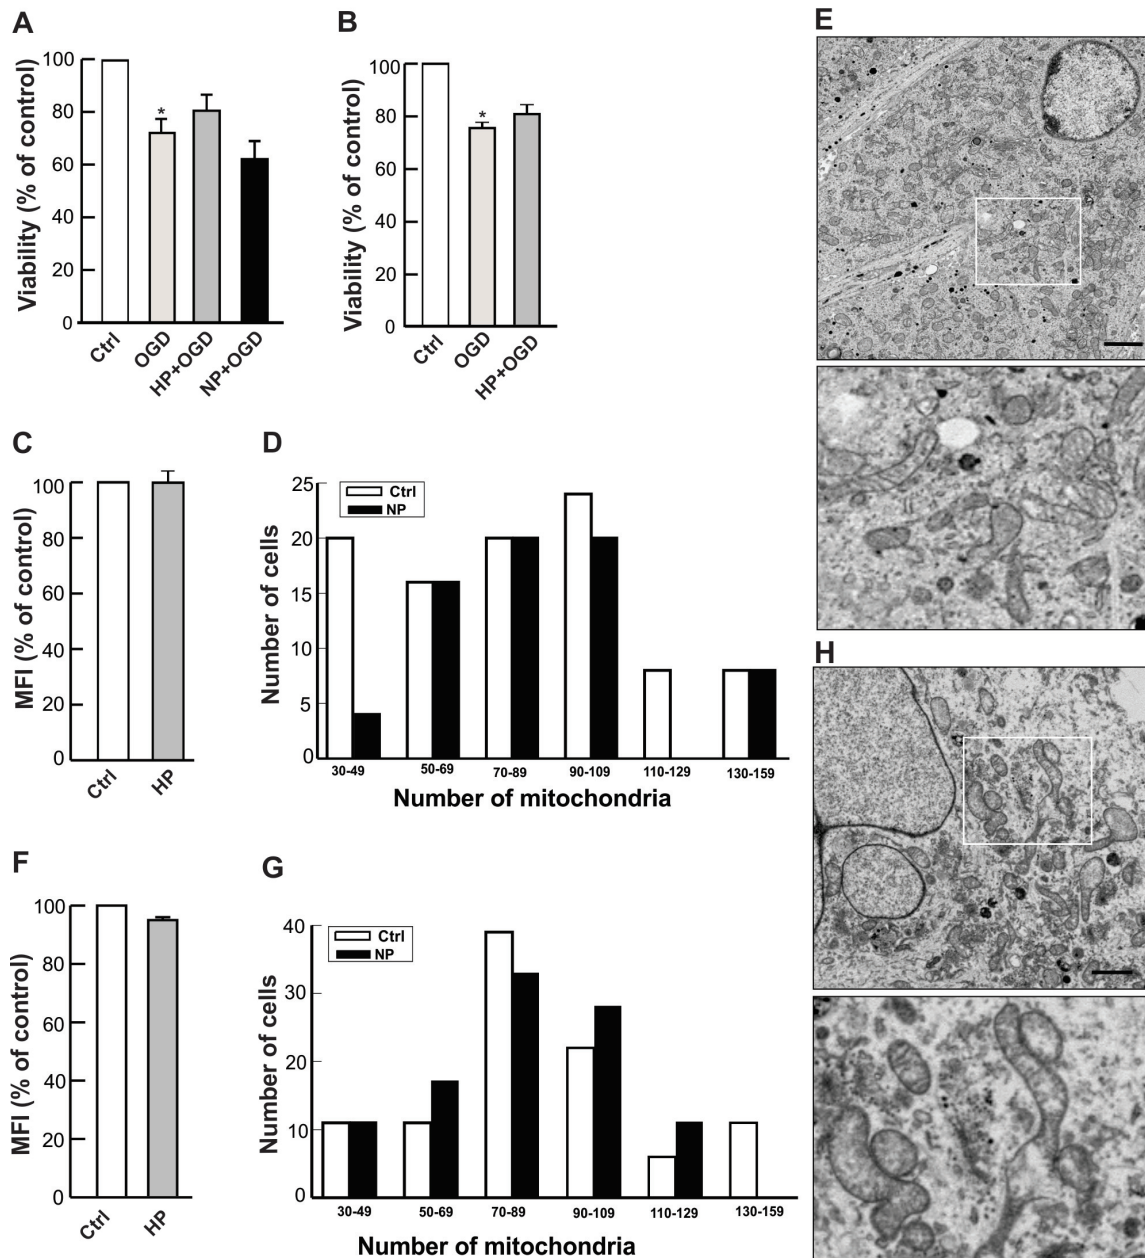 A
Viability (% of control)
100
80
60
40
20
0
Ctrl
OGD
HP+OGD
NP+OGD
B
Viability (% of control)
100
80
60
40
20
0
Ctrl
OGD
HP+OGD
*
*
E
C
MFI (% of control)
100
80
60
40
20
0
Ctrl
HP
D
Number of cells
25
20
15
10
5
0
Ctrl
NP
30-49
50-69
70-89
90-109
110-129
130-159
Number of mitochondria
H
F
MFI (% of control)
100
80
60
40
20
0
Ctrl
HP
G
Number of cells
40
30
20
10
0
Ctrl
NP
30-49
50-69
70-89
90-109
110-129
130-159
Number of mitochondria